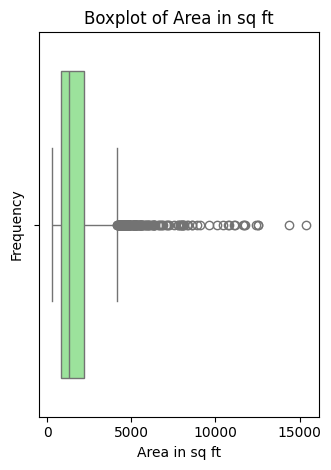 Boxplot of Area in sq ft
Frequency
0 5000 10000 15000
Area in sq ft